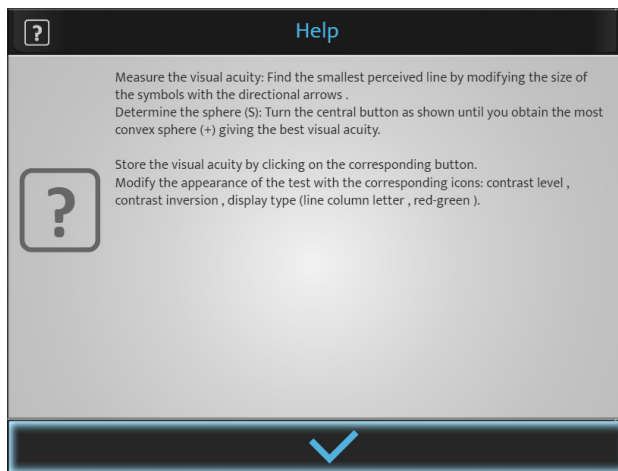 Help
Measure the visual acuity: Find the smallest perceived line by modifying the size of
the symbols with the directional arrows .
Determine the sphere (S): Turn the central button as shown until you obtain the most
convex sphere (+) giving the best visual acuity.
Store the visual acuity by clicking on the corresponding button.
Modify the appearance of the test with the corresponding icons: contrast level ,
contrast inversion , display type (line column letter , red-green ).